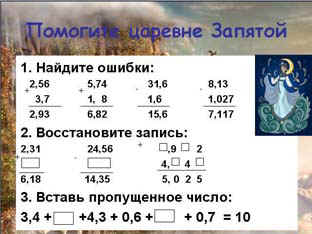 Помогите царевне Запятой
1. Найдите ошибки:
2,56 5,74 31,6 8,13
+ + - -
3,7 1, 8 1,6 1,027
2,93 6,82 15,6 7,117
2. Восстановите запись:
2,31 24,56 □,9 □ 2
+ □ - □ + 4,□ 4 □
6,18 14,35 5, 0 2 5
3. Вставь пропущенное число:
3,4 + □ +4,3 + 0,6 + □ + 0,7 = 10